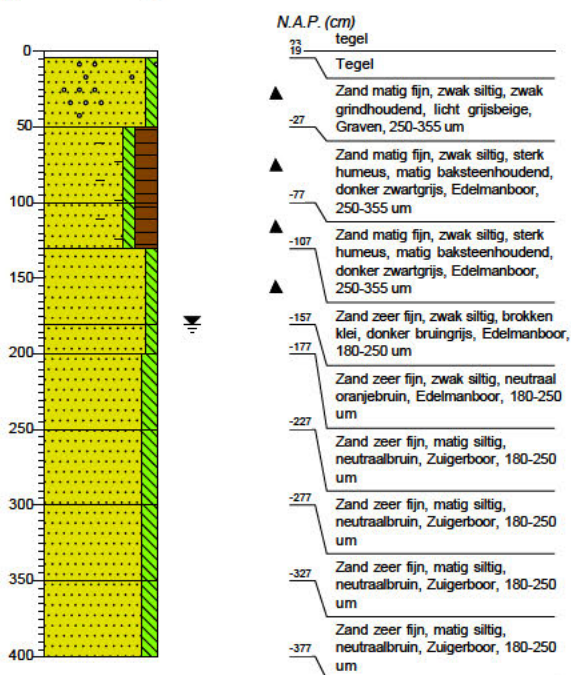 N.A.P. (cm)
0
50
100
150
200
250
300
350
400
23
tegel
19
Tegel
Zand matig fijn, zwak siltig, zwak
grindhoudend, licht grijsbeige,
Graven, 250-355 um
-27
Zand matig fijn, zwak siltig, sterk
humeus, matig baksteenhoudend,
donker zwartgrijs, Edelmanboor,
250-355 um
-77
Zand matig fijn, zwak siltig, sterk
humeus, matig baksteenhoudend,
donker zwartgrijs, Edelmanboor,
250-355 um
-107
Zand zeer fijn, zwak siltig, brokken
klei, donker bruingrijs, Edelmanboor,
180-250 um
-157
-177
Zand zeer fijn, zwak siltig, neutraal
oranjebruin, Edelmanboor, 180-250
um
-227
Zand zeer fijn, matig siltig,
neutraalbruin, Zuigerboor, 180-250
um
-277
Zand zeer fijn, matig siltig,
neutraalbruin, Zuigerboor, 180-250
um
-327
Zand zeer fijn, matig siltig,
neutraalbruin, Zuigerboor, 180-250
um
-377
Zand zeer fijn, matig siltig,
neutraalbruin, Zuigerboor, 180-250
um